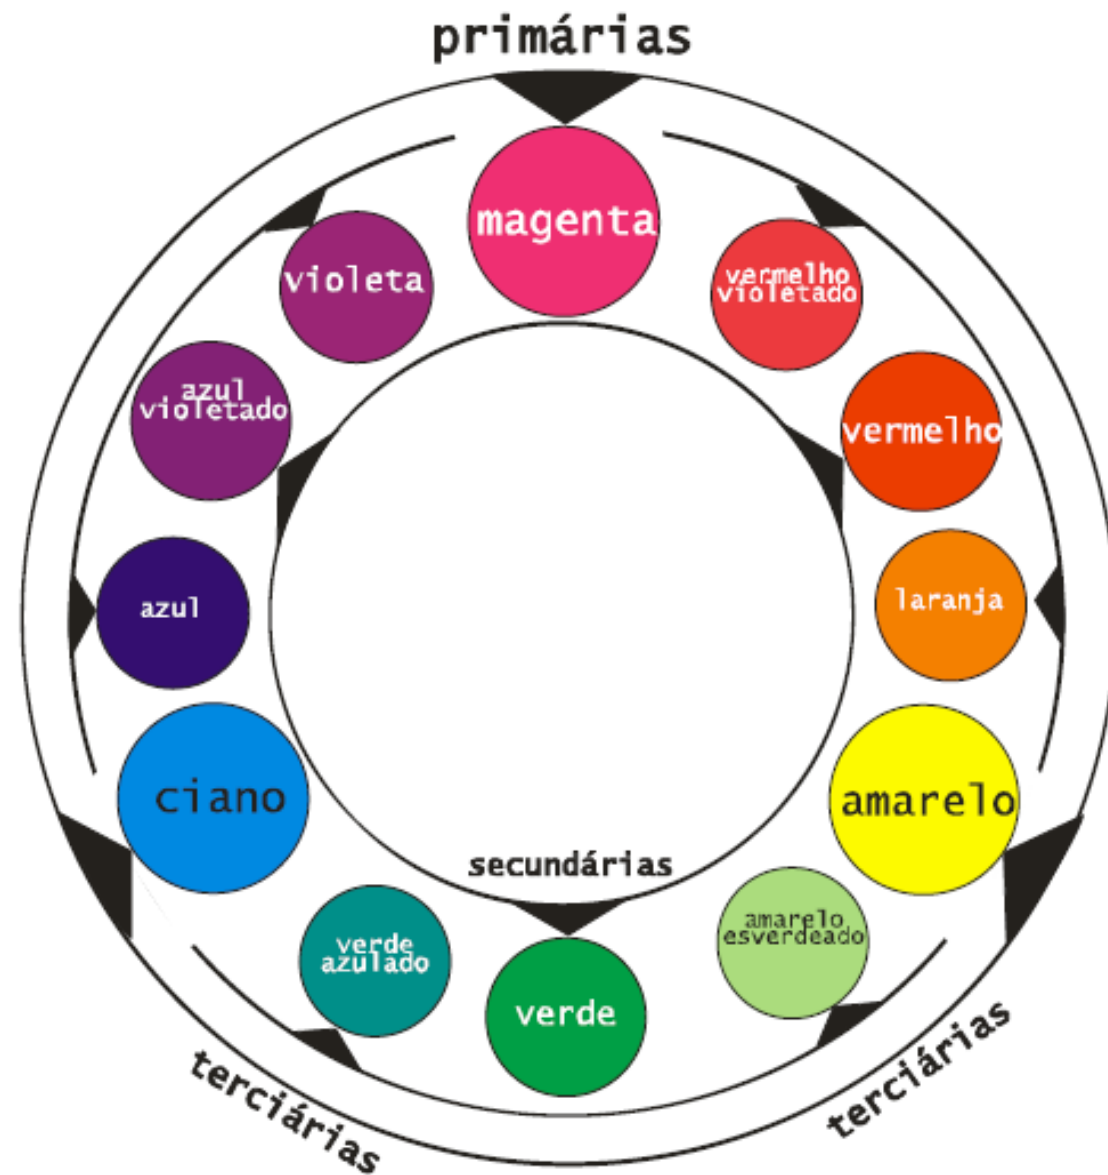 primárias
magenta
vermelho
violetado
violeta
azul
violetado
vermelho
azul
laranja
ciano
amarelo
secundárias
amarelo
esverdeado
verde
azulado
verde
terciárias
terciárias